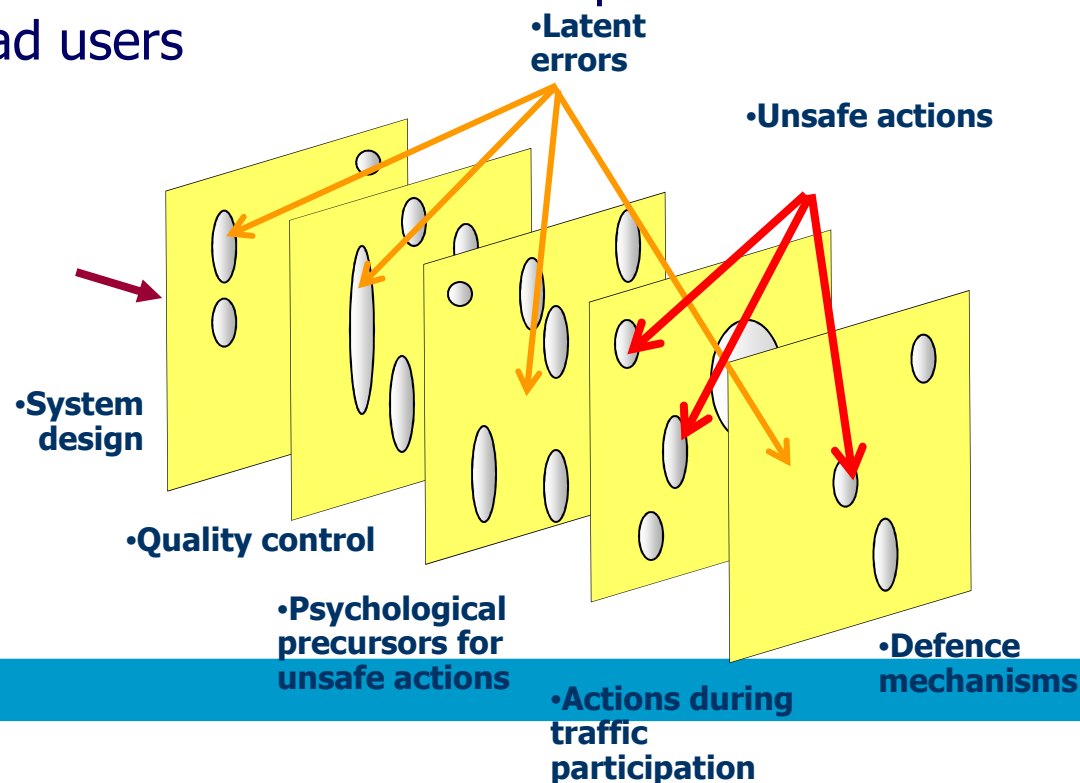 users
•Latent
errors
•Unsafe actions
•System
design
•Quality control
•Psychological
precursors for
unsafe actions
•Defence
mechanisms
•Actions during
traffic
participation